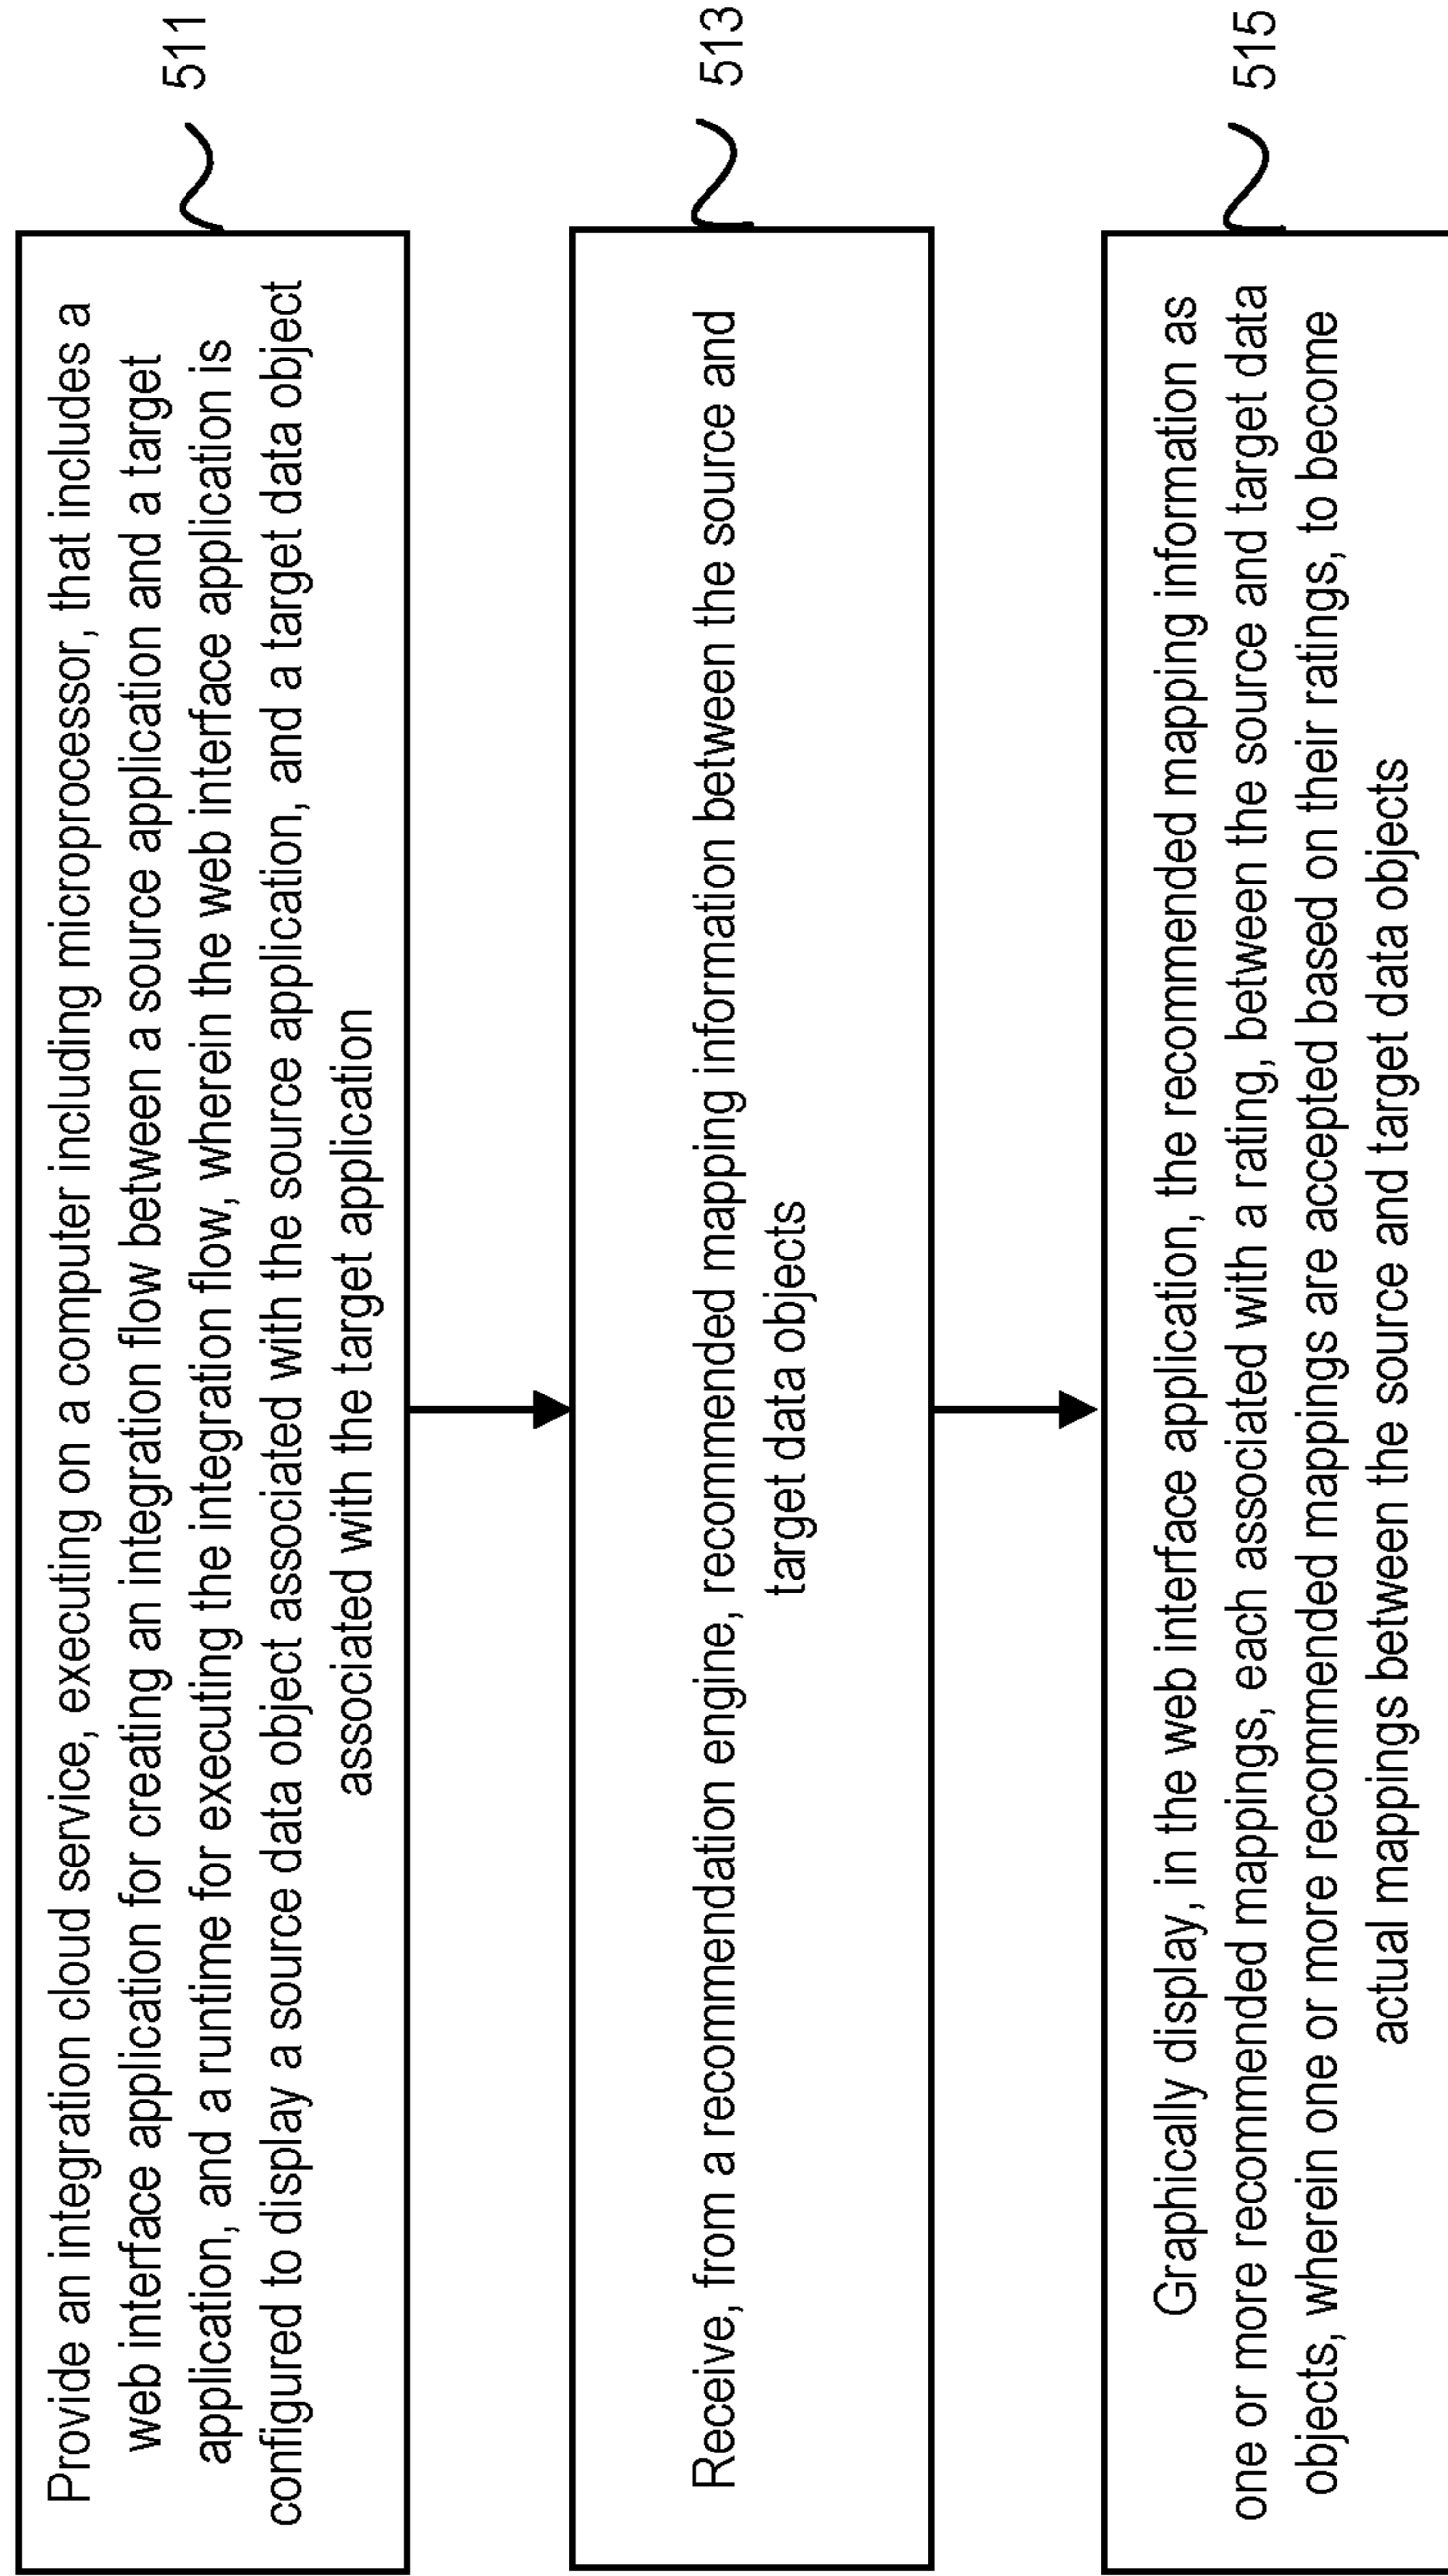 Provide an integration cloud service, executing on a computer including microprocessor, that includes a
web interface application for creating an integration flow between a source application and a target
application, and a runtime for executing the integration flow, wherein the web interface application is
configured to display a source data object associated with the source application, and a target data object
associated with the target application
511
Receive, from a recommendation engine, recommended mapping information between the source and
target data objects
513
Graphically display, in the web interface application, the recommended mapping information as
one or more recommended mappings, each associated with a rating, between the source and target data
objects, wherein one or more recommended mappings are accepted based on their ratings, to become
actual mappings between the source and target data objects
515